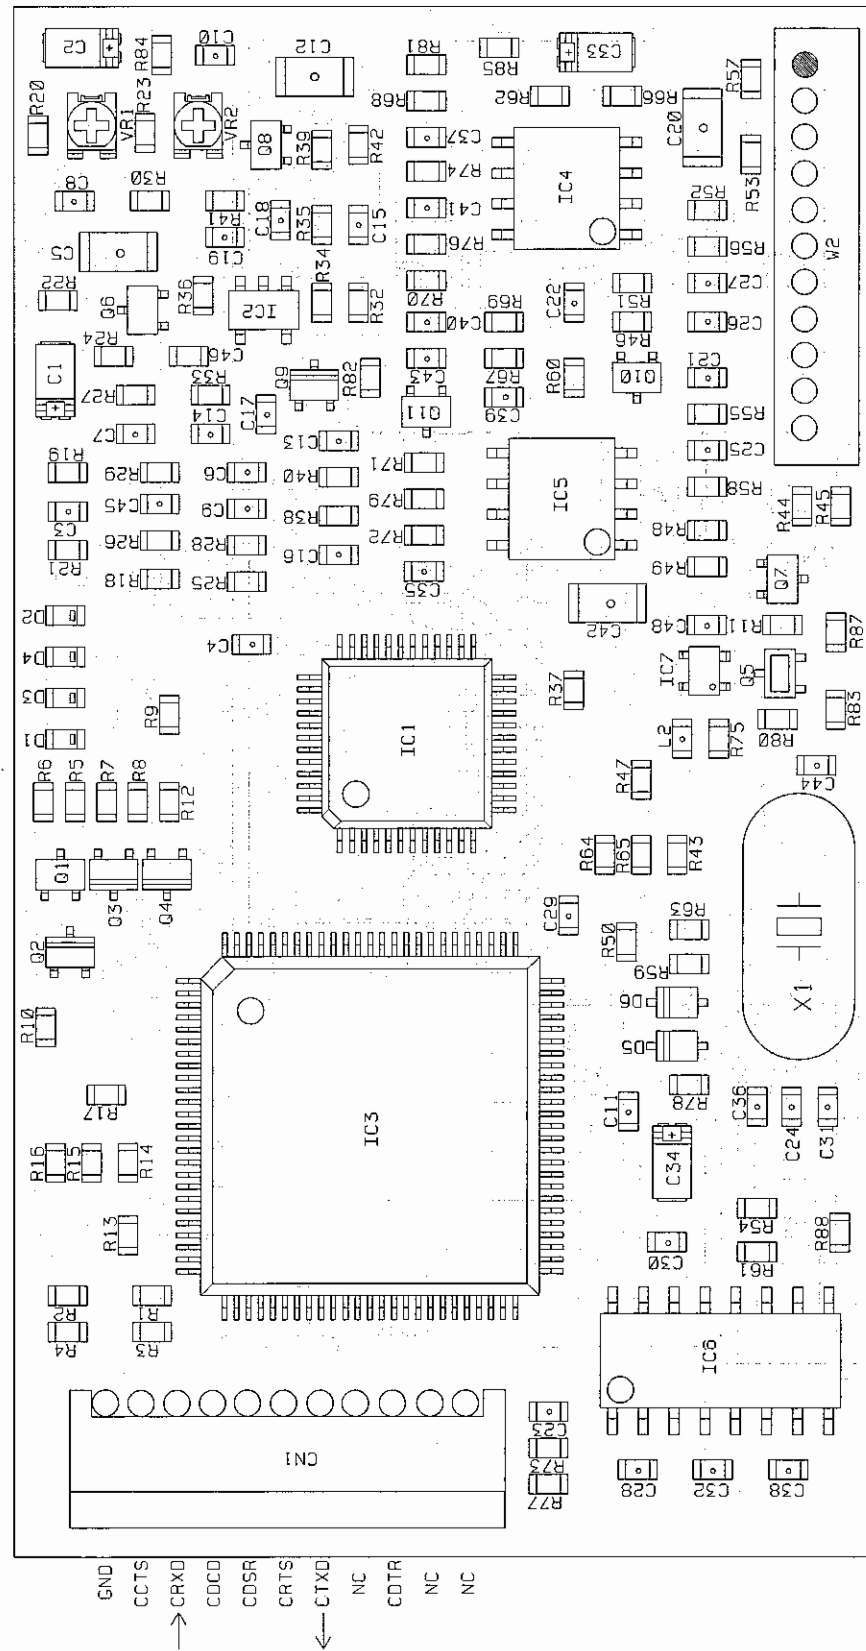 C2
R84
C10
C12
R81
R85
C33
R57
R20
VR1
R23
VR2
Q8
R39
R42
R68
R62
R66
C20
C37
R74
IC4
R53
C8
R30
R41
C18
R35
C15
C41
R52
C19
R76
R56
W2
C5
R34
R70
C22
R51
C27
R22
Q6
R36
IC2
R32
C40
R69
R46
C26
R24
C46
C1
R27
R33
Q9
R82
C43
R67
R60
Q10
C21
C17
Q11
C39
R55
C7
C14
C13
C25
R19
R29
C6
R40
R71
IC5
R58
R44
R45
C3
C45
C9
R38
R79
R48
R21
R26
R28
C16
R72
R49
Q7
R18
R25
C35
C42
D2
C4
C48
R11
R87
D4
IC7
Q5
D3
R9
IC1
R37
R83
D1
L2
R75
R80
R6
R5
R7
R8
R12
R47
C44
R64
R65
R43
Q1
Q3
Q4
C29
R63
Q2
R50
R59
X1
R10
D6
D5
R17
R78
C11
C36
C24
C31
IC3
R16
R15
R14
C34
R13
R54
R88
C30
R61
R2
R1
R4
R3
IC6
CN1
C23
R73
R77
C28
C32
C38
GND
CCTS
CRXD
CDCD
CDSR
CRTS
CTXD
NC
CDTR
NC
NC